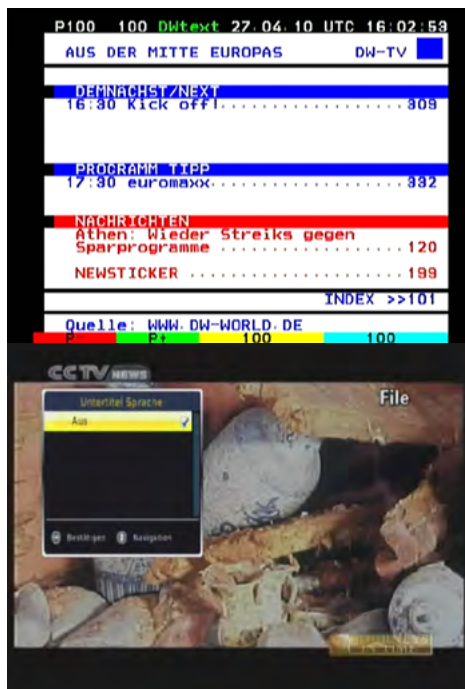 P100 100 DWtext 27.04.10 UTC 16:02:53
AUS DER MITTE EUROPAS DW-TV
DEMNACHST/NEXT
16:30 Kick off!.................309
PROGRAMM TIPP
17:30 euromaxx..................332
NACHRICHTEN
Athen: Wieder Streiks gegen
Sparprogramme ..................120
NEWSTICKER .....................199
INDEX >>101
Quelle: WWW.DW-WORLD.DE
P- P+ 100 100
CCTV NEWS
Untertitel Sprache
File
Aus
Bestätigen Navigation